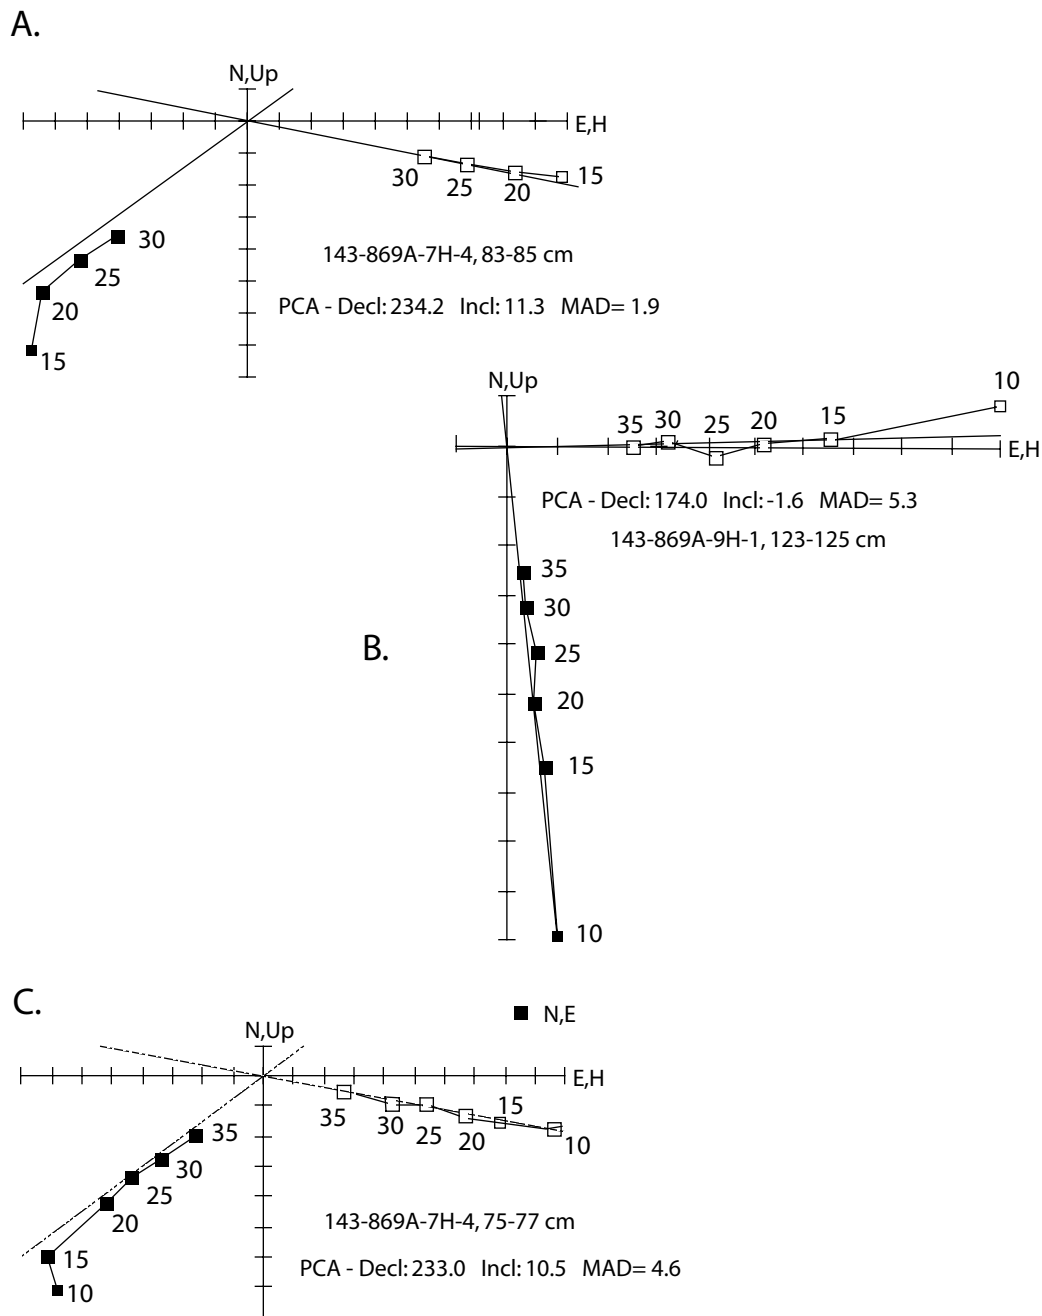 A.
N,Up
E,H
30
25
20
15
30
25
20
15
143-869A-7H-4, 83-85 cm
PCA - Decl: 234.2 Incl: 11.3 MAD= 1.9
N,Up
10
35 30 25 20 15
E,H
PCA - Decl: 174.0 Incl: -1.6 MAD= 5.3
143-869A-9H-1, 123-125 cm
35
30
B.
25
20
15
10
C.
N,E
N,Up
E,H
35
30
25
20
15
10
35
30
25
20
15
10
143-869A-7H-4, 75-77 cm
PCA - Decl: 233.0 Incl: 10.5 MAD= 4.6